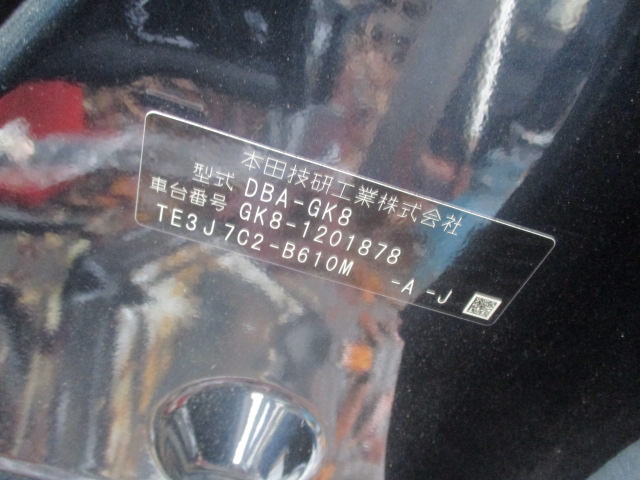 本田技研工業株式会社
型式 DBA-GK8
車台番号 GK8-1201878
TE3J7C2-B610M -A -J